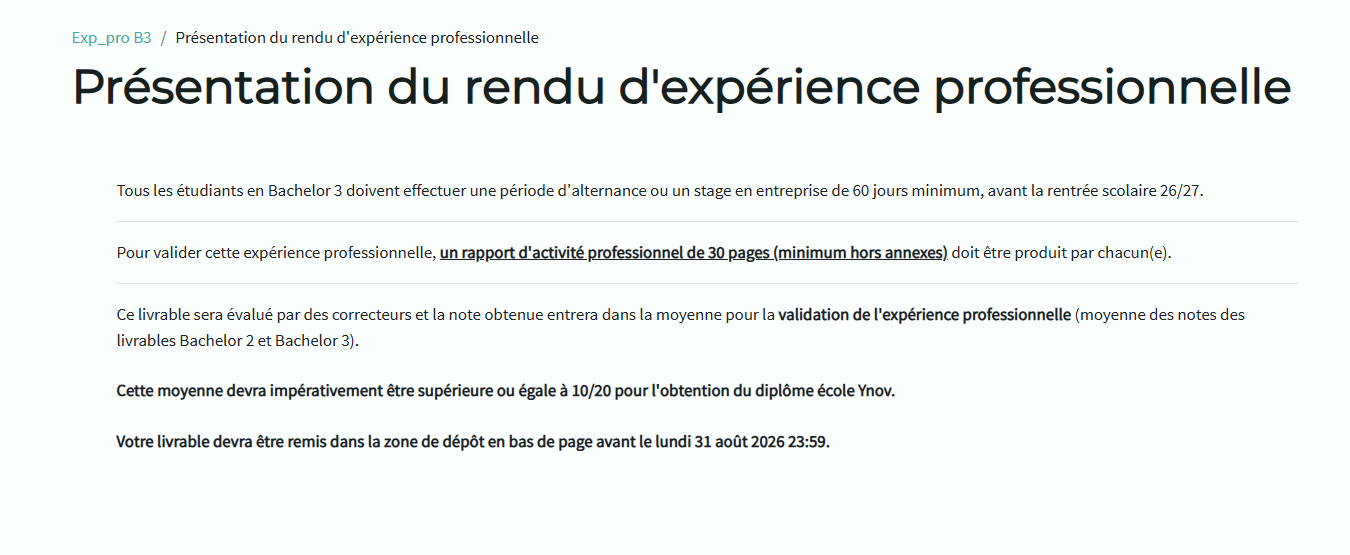 Exp_pro B3 / Présentation du rendu d'expérience professionnelle
Présentation du rendu d'expérience professionnelle
Tous les étudiants en Bachelor 3 doivent effectuer une période d'alternance ou un stage en entreprise de 60 jours minimum, avant la rentrée scolaire 26/27.
Pour valider cette expérience professionnelle, un rapport d'activité professionnel de 30 pages (minimum hors annexes) doit être produit par chacun(e).
Ce livrable sera évalué par des correcteurs et la note obtenue entrera dans la moyenne pour la validation de l'expérience professionnelle (moyenne des notes des
livrables Bachelor 2 et Bachelor 3).
Cette moyenne devra impérativement être supérieure ou égale à 10/20 pour l'obtention du diplôme école Ynov.
Votre livrable devra être remis dans la zone de dépôt en bas de page avant le lundi 31 août 2026 23:59.